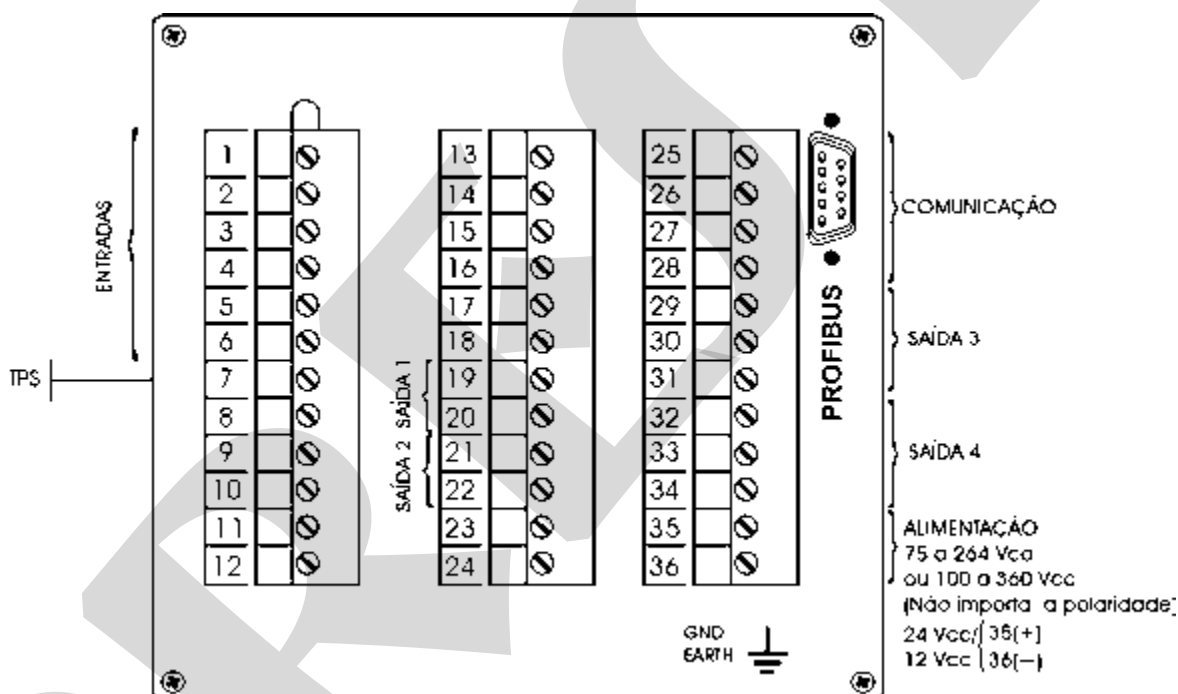 ENTRADAS
TPS
1
2
3
4
5
6
7
8
9
10
11
12
SAÍDA 1
SAÍDA 2
13
14
15
16
17
18
19
20
21
22
23
24
25
26
27
28
29
30
31
32
33
34
35
36
PROFIBUS
COMUNICAÇÃO
SAÍDA 3
SAÍDA 4
ALIMENTAÇÃO
75 a 264 Vca
ou 100 a 360 Vcc
(Não importa a polaridade)
24 Vcc/ 35(+)
12 Vcc 36(−)
GND
EARTH